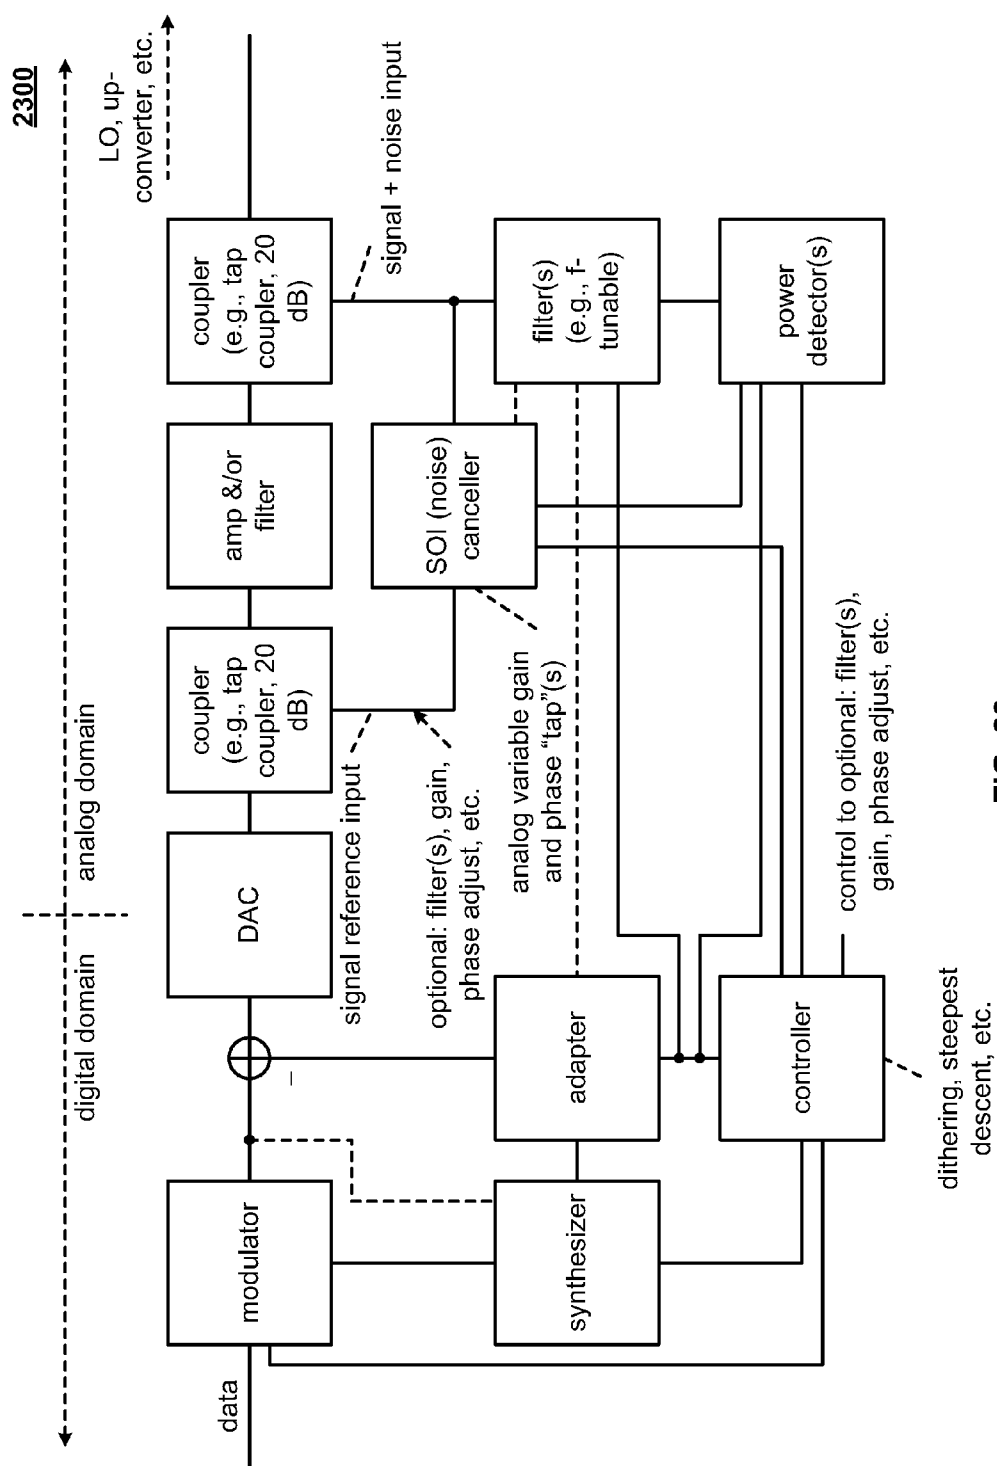 2300
digital domain
analog domain
LO, up-
converter, etc.
data
modulator
DAC
coupler
(e.g., tap
coupler, 20
dB)
amp &/or
filter
coupler
(e.g., tap
coupler, 20
dB)
–
signal reference input
optional: filter(s), gain,
phase adjust, etc.
SOI (noise)
canceller
signal + noise input
analog variable gain
and phase “tap”(s)
synthesizer
adapter
filter(s)
(e.g., f-
tunable)
controller
power
detector(s)
control to optional: filter(s),
gain, phase adjust, etc.
dithering, steepest
descent, etc.